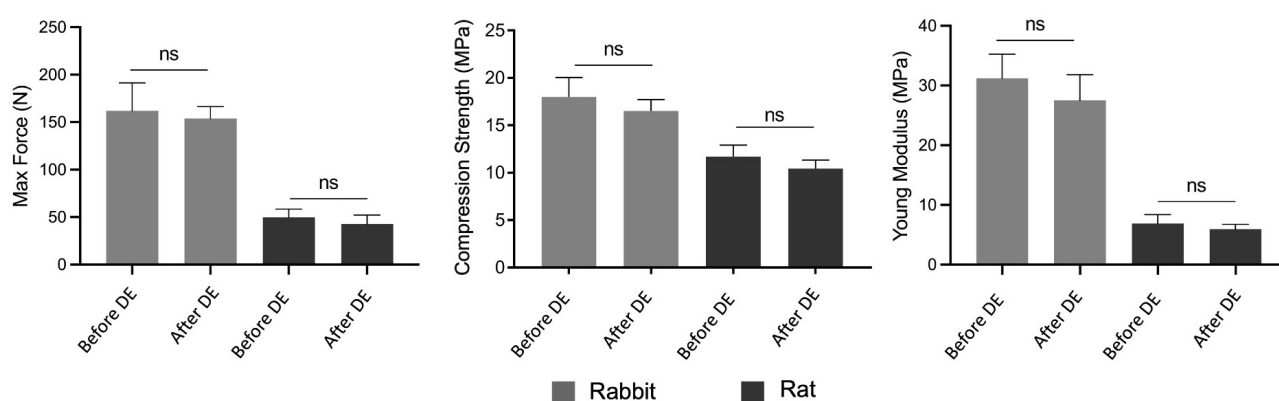 Max Force (N)
250
200
150
100
50
0
ns
ns
Before DE
After DE
Before DE
After DE
Compression Strength (MPa)
25
20
15
10
5
0
ns
ns
Before DE
After DE
Before DE
After DE
Young Modulus (MPa)
40
30
20
10
0
ns
ns
Before DE
After DE
Before DE
After DE
Rabbit
Rat